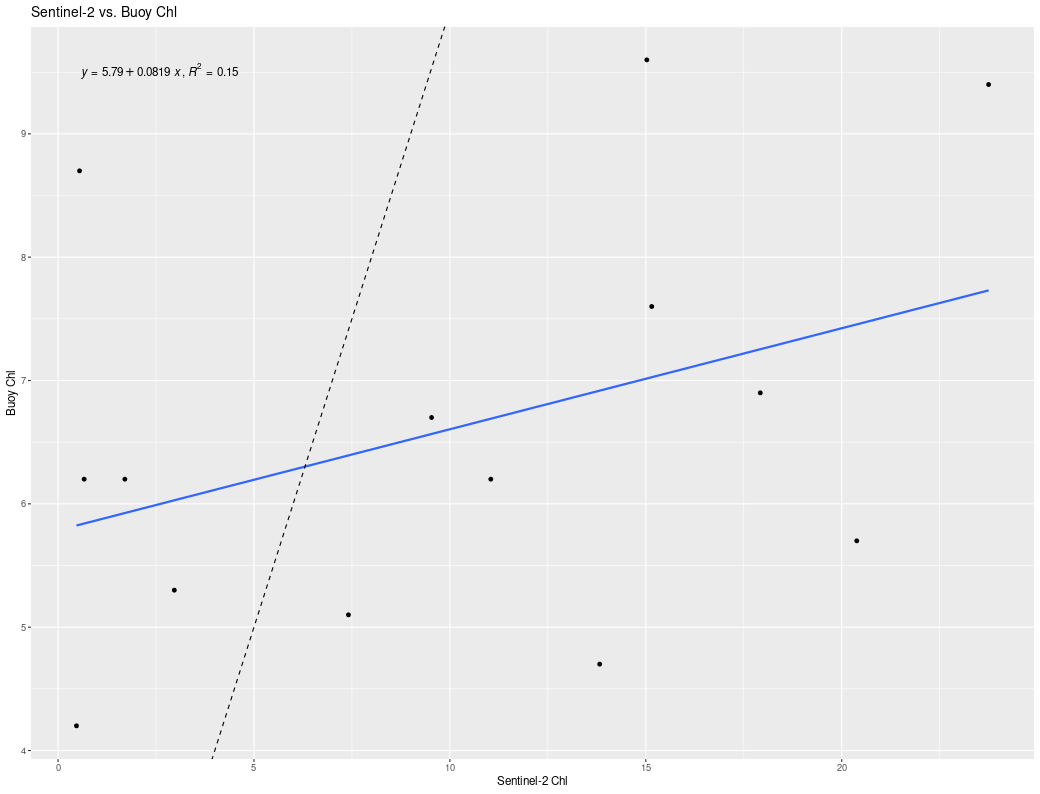 Sentinel-2 vs. Buoy Chl
y = 5.79 + 0.0819 x, R² = 0.15
9
8
7
6
5
4
Buoy Chl
0 5 10 15 20
Sentinel-2 Chl